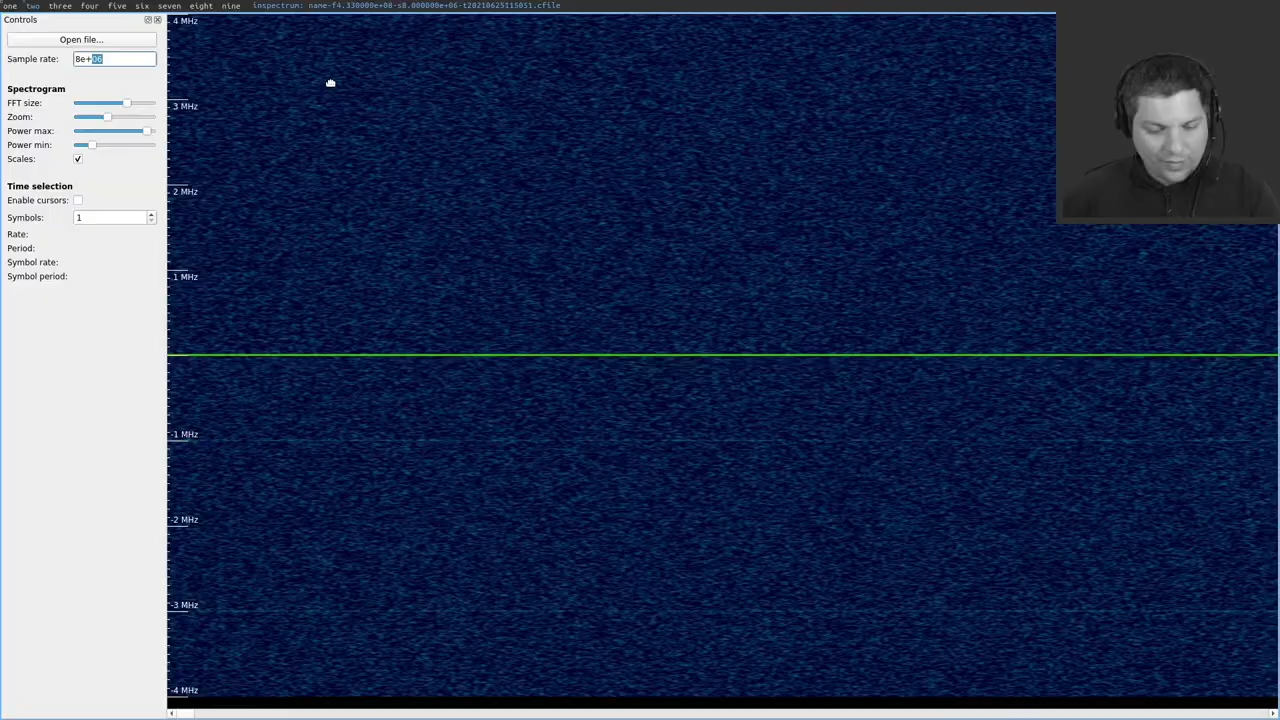 one two three four five six seven eight nine inspectrum: name-f4.330000e+08-s8.000000e+06-t20210625115051.cfile
Controls
Open file...
Sample rate: 8e+06
Spectrogram
FFT size:
Zoom:
Power max:
Power min:
Scales:
Time selection
Enable cursors:
Symbols: 1
Rate:
Period:
Symbol rate:
Symbol period:
4 MHz
3 MHz
2 MHz
1 MHz
-1 MHz
-2 MHz
-3 MHz
-4 MHz